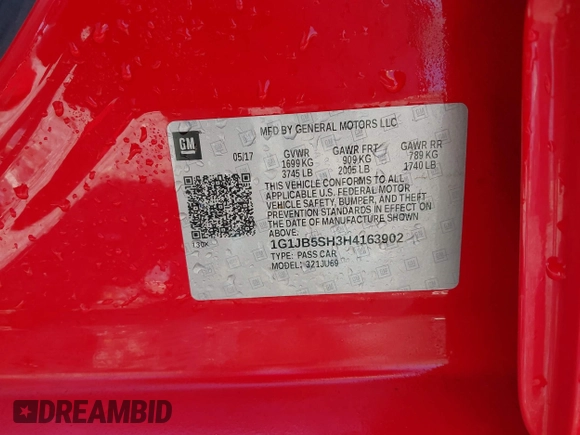 MFD BY GENERAL MOTORS LLC
GM
05/17 GVWR GAWR FRT GAWR RR
1699 KG 909 KG 789 KG
3745 LB 2005 LB 1740 LB
THIS VEHICLE CONFORMS TO ALL
APPLICABLE U.S. FEDERAL MOTOR
VEHICLE SAFETY, BUMPER, AND THEFT
PREVENTION STANDARDS IN EFFECT ON
THE DATE OF MANUFACTURE SHOWN
ABOVE.
1G1JB5SH3H4163902
TYPE: PASS CAR
MODEL: 321JU69
DREAMBID